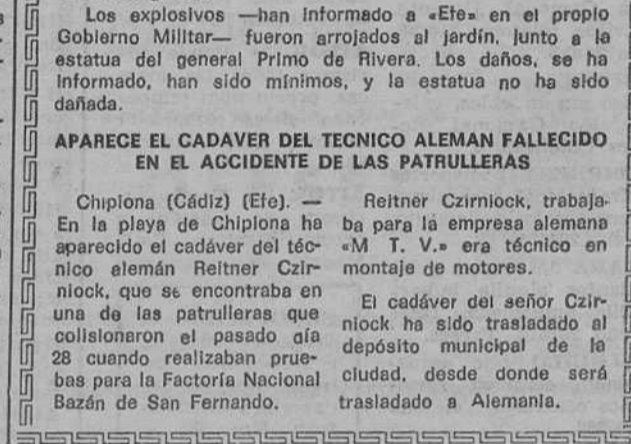 Los explosivos —han informado a «Efe» en el propio
Gobierno Militar— fueron arrojados al jardín, junto a la
estatua del general Primo de Rivera. Los daños, se ha
informado, han sido mínimos, y la estatua no ha sido
dañada.
APARECE EL CADAVER DEL TECNICO ALEMAN FALLECIDO
EN EL ACCIDENTE DE LAS PATRULLERAS
Chipiona (Cádiz) (Efe). —
En la playa de Chipiona ha
aparecido el cadáver del téc-
nico alemán Reitner Czir-
niock, que se encontraba en
una de las patrulleras que
colisionaron el pasado día
28 cuando realizaban prue-
bas para la Factoría Nacional
Bazán de San Fernando.
Reitner Czirniock, trabaja-
ba para la empresa alemana
«M T. V.» era técnico en
montaje de motores.
El cadáver del señor Czir-
niock ha sido trasladado al
depósito municipal de la
ciudad, desde donde será
trasladado a Alemania.